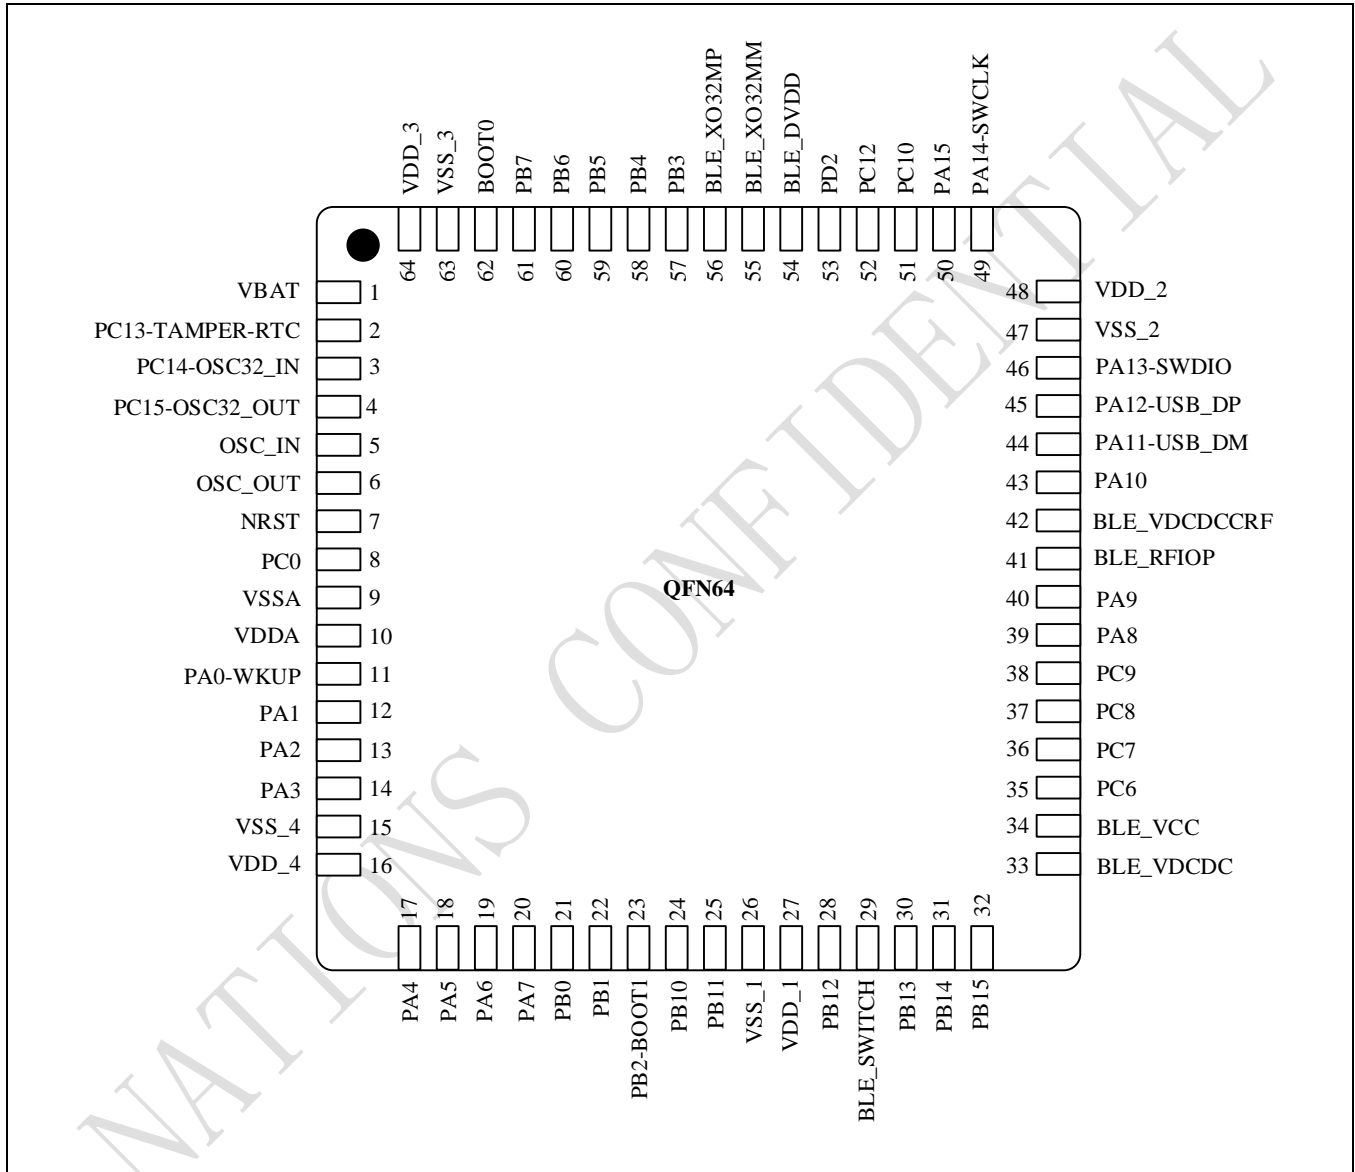 VDD_3
VSS_3
BOOT0
PB7
PB6
PB5
PB4
PB3
BLE_XO32MP
BLE_XO32MM
BLE_DVDD
PD2
PC12
PC10
PA15
PA14-SWCLK
64
63
62
61
60
59
58
57
56
55
54
53
52
51
50
49
VBAT 1
PC13-TAMPER-RTC 2
PC14-OSC32_IN 3
PC15-OSC32_OUT 4
OSC_IN 5
OSC_OUT 6
NRST 7
PC0 8
VSSA 9
VDDA 10
PA0-WKUP 11
PA1 12
PA2 13
PA3 14
VSS_4 15
VDD_4 16
QFN64
48 VDD_2
47 VSS_2
46 PA13-SWDIO
45 PA12-USB_DP
44 PA11-USB_DM
43 PA10
42 BLE_VDCDCCRF
41 BLE_RFIOP
40 PA9
39 PA8
38 PC9
37 PC8
36 PC7
35 PC6
34 BLE_VCC
33 BLE_VDCDC
17
18
19
20
21
22
23
24
25
26
27
28
29
30
31
32
PA4
PA5
PA6
PA7
PB0
PB1
PB2-BOOT1
PB10
PB11
VSS_1
VDD_1
PB12
BLE_SWITCH
PB13
PB14
PB15
NATIONS CONFIDENTIAL